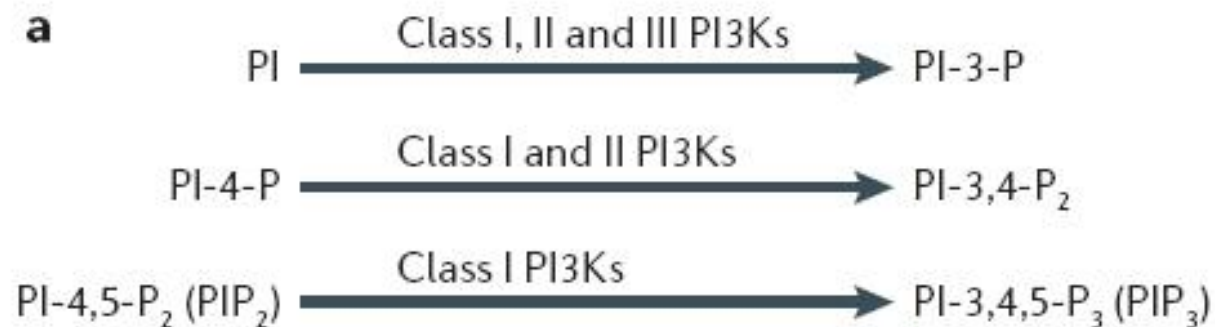 a
Class I, II and III PI3Ks
PI PI-3-P
Class I and II PI3Ks
PI-4-P PI-3,4-P₂
Class I PI3Ks
PI-4,5-P₂ (PIP₂) PI-3,4,5-P₃ (PIP₃)